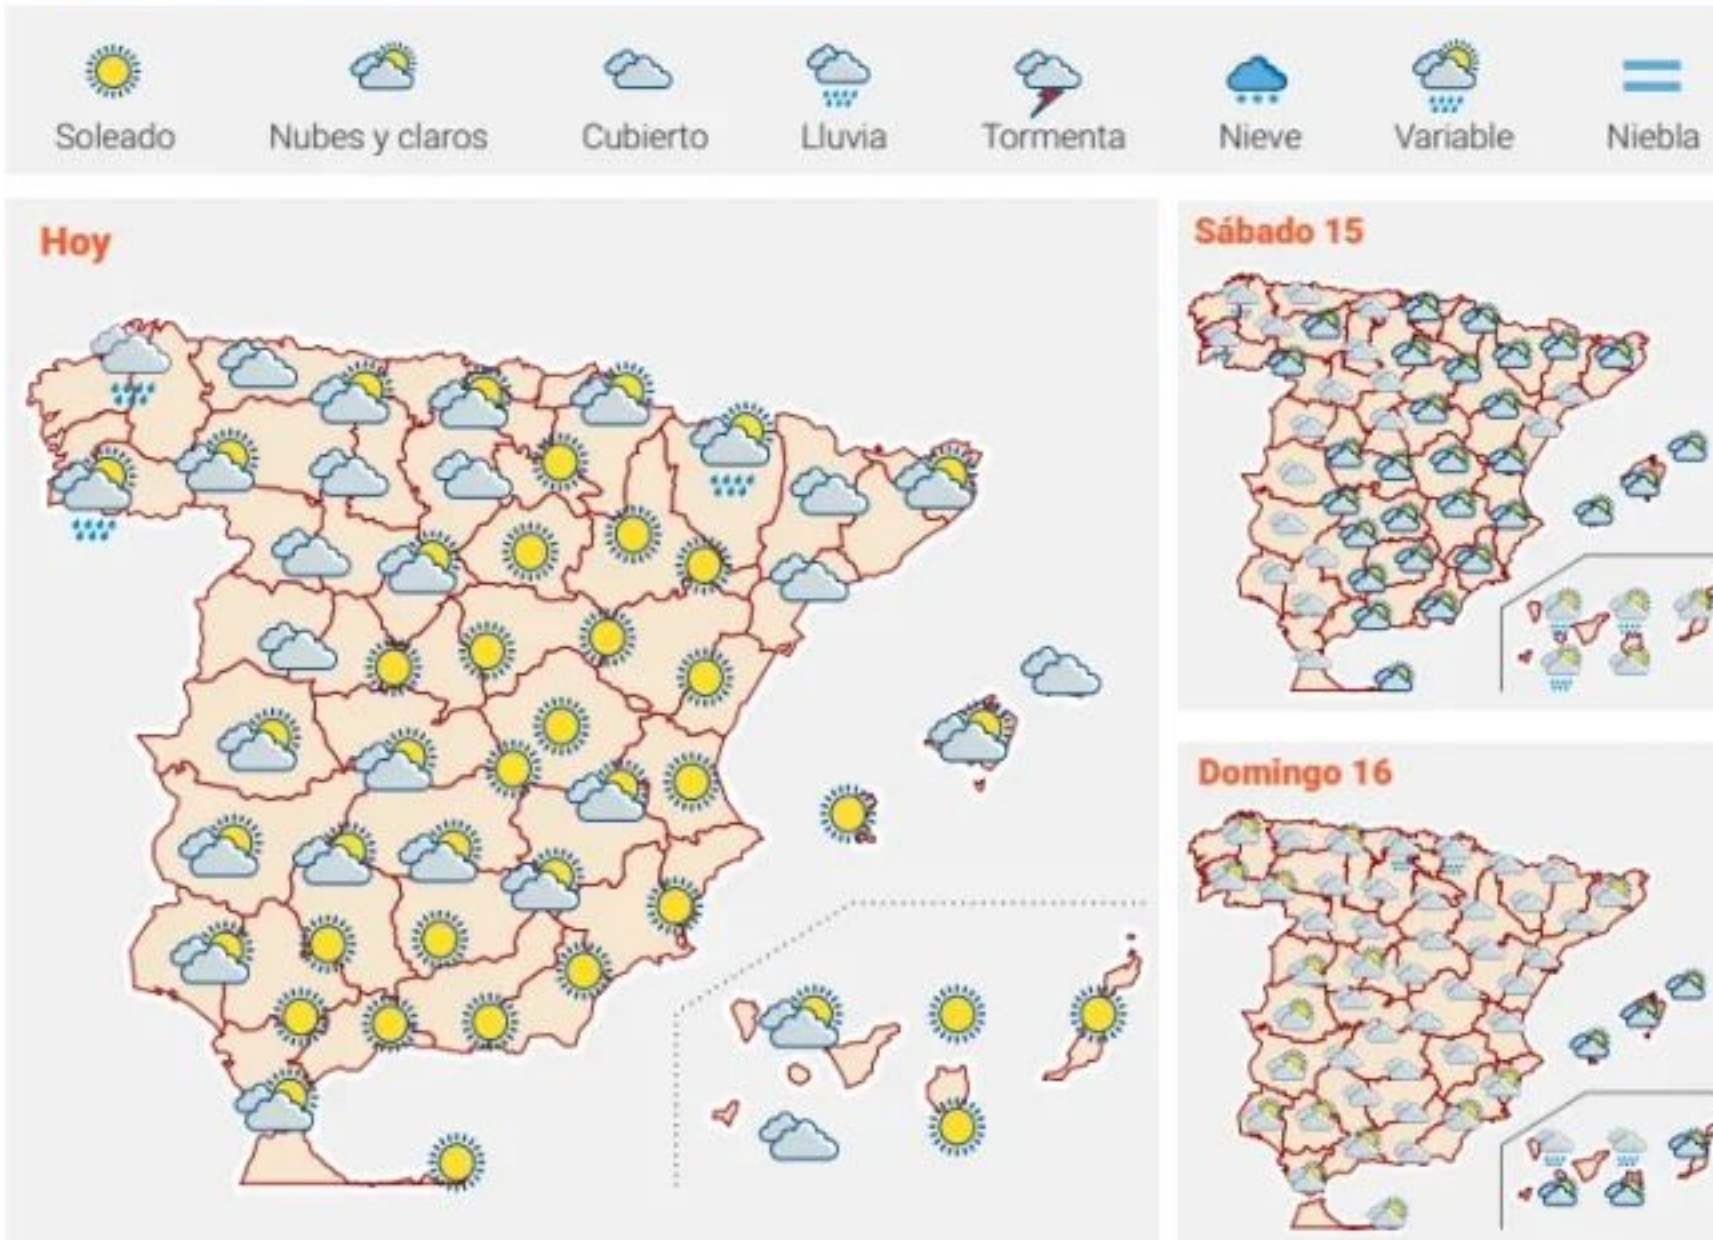 Soleado
Nubes y claros
Cubierto
Lluvia
Tormenta
Nieve
Variable
Niebla
Hoy
Sábado 15
Domingo 16